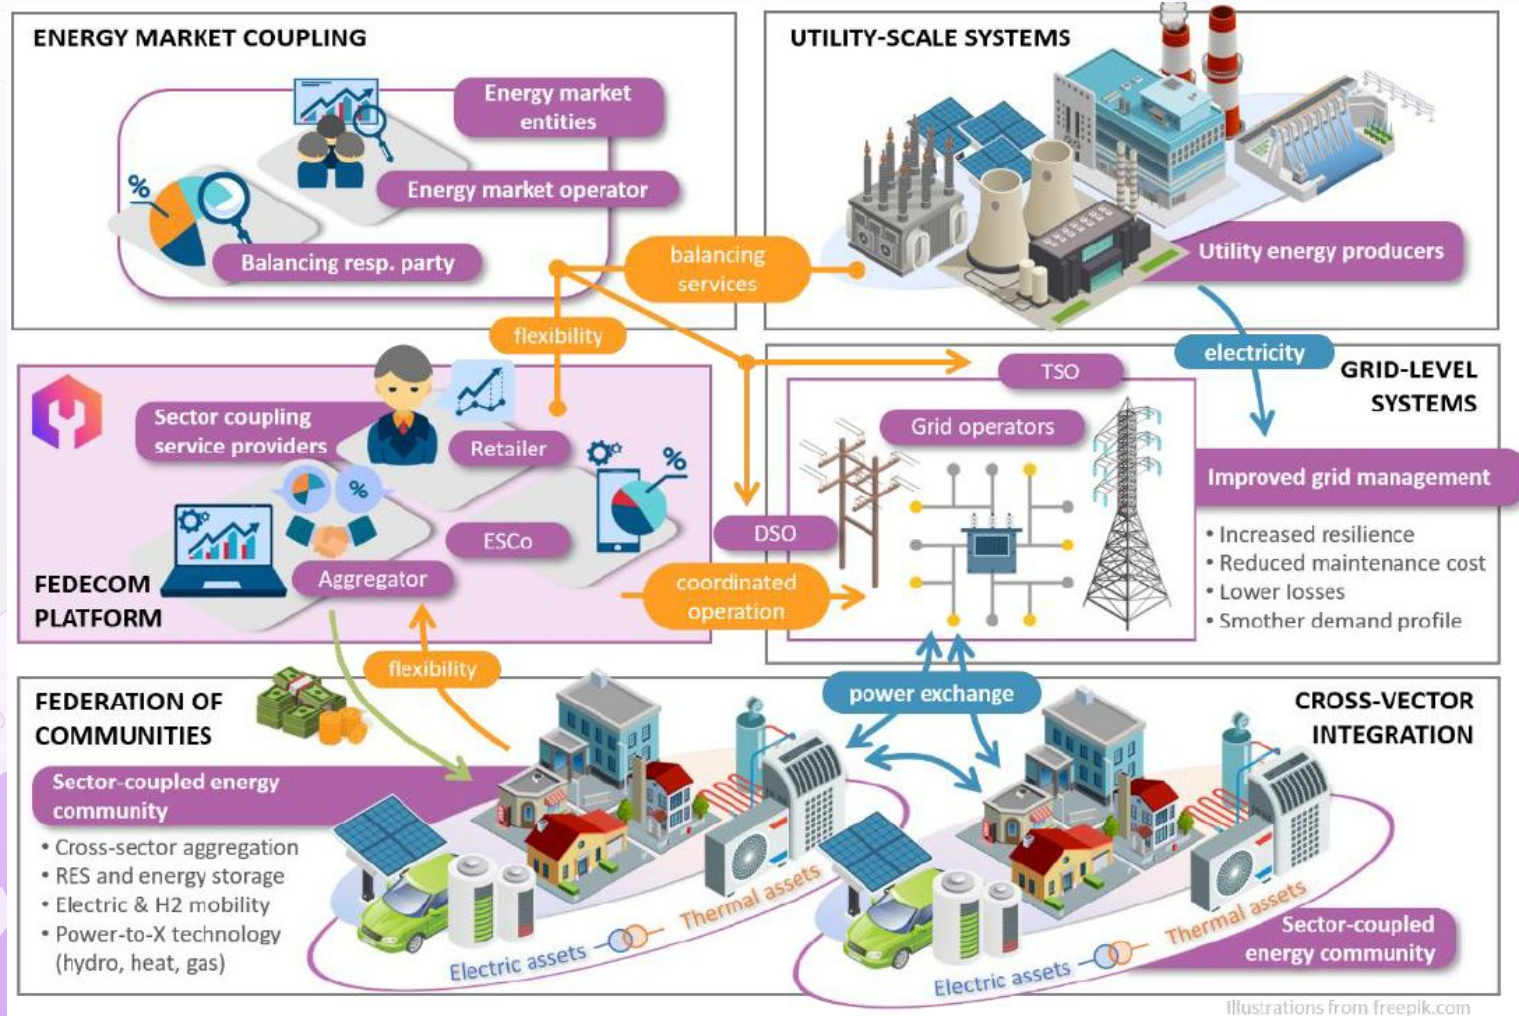 ENERGY MARKET COUPLING
Energy market
entities
Energy market operator
%
Balancing resp. party
UTILITY-SCALE SYSTEMS
Utility energy producers
balancing
services
flexibility
electricity
FEDECOM
PLATFORM
Sector coupling
service providers
Retailer
%
%
ESCo
Aggregator
coordinated
operation
GRID-LEVEL
SYSTEMS
TSO
Grid operators
DSO
Improved grid management
• Increased resilience
• Reduced maintenance cost
• Lower losses
• Smother demand profile
flexibility
power exchange
FEDERATION OF
COMMUNITIES
Sector-coupled energy
community
• Cross-sector aggregation
• RES and energy storage
• Electric & H2 mobility
• Power-to-X technology
(hydro, heat, gas)
Electric assets
Thermal assets
CROSS-VECTOR
INTEGRATION
Electric assets
Thermal assets
Sector-coupled
energy community
Illustrations from freepik.com